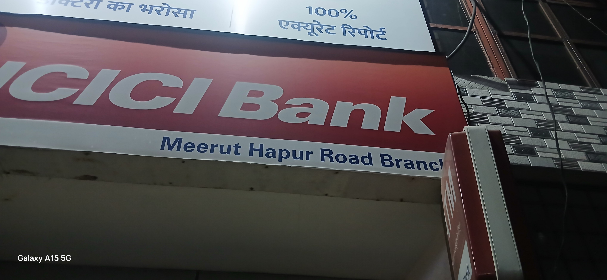 का भरोसा
100%
एक्यूरेट रिपोर्ट
ICICI Bank
Meerut Hapur Road Branch
Galaxy A15 5G